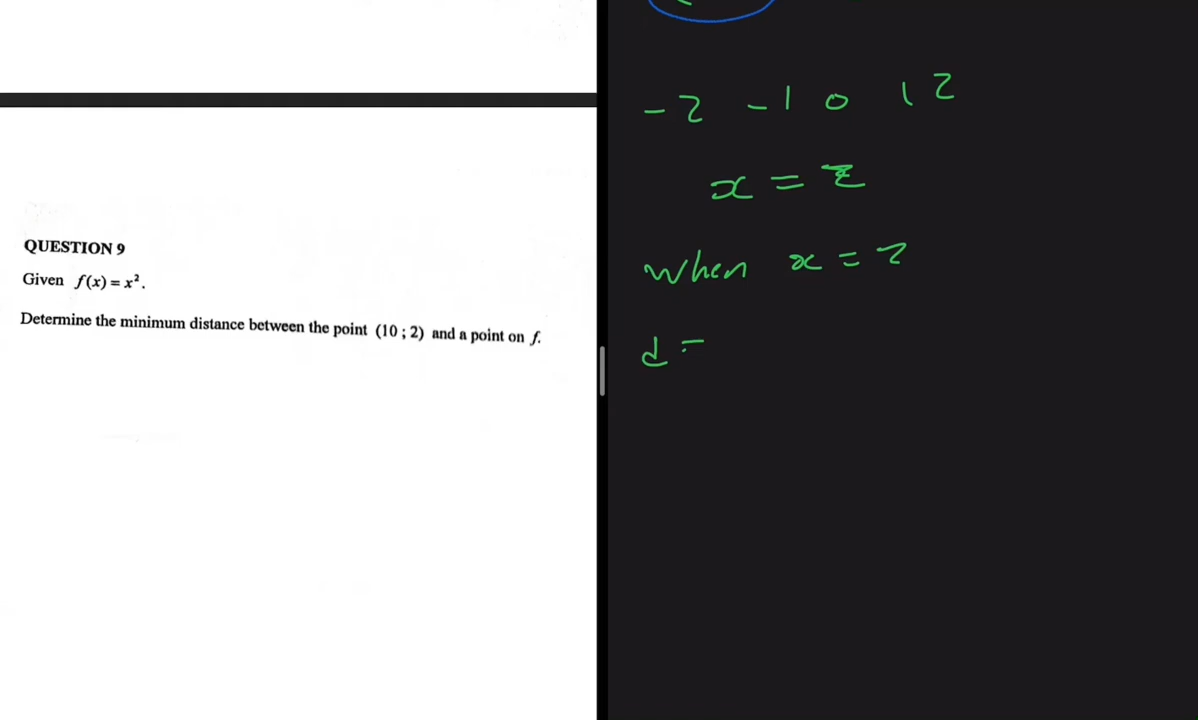 QUESTION 9
Given f(x) = x².
Determine the minimum distance between the point (10 ; 2) and a point on f.
-2 -1 0 1 2
x = 2
when x = 2
d =